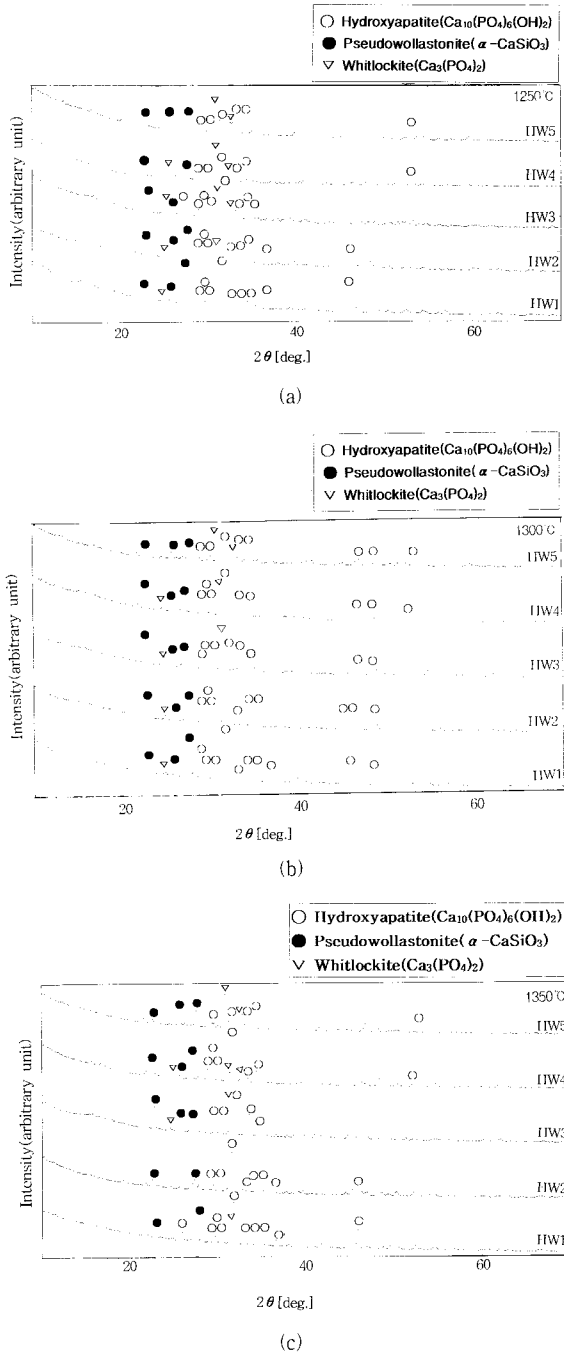 ○ Hydroxyapatite(Ca₁₀(PO₄)₆(OH)₂)
● Pseudowollastonite(α-CaSiO₃)
▽ Whitlockite(Ca₃(PO₄)₂)
1250℃
HW5
HW4
HW3
HW2
HW1
Intensity(arbitrary unit)
20 40 60
2θ[deg.]
(a)
○ Hydroxyapatite(Ca₁₀(PO₄)₆(OH)₂)
● Pseudowollastonite(α-CaSiO₃)
▽ Whitlockite(Ca₃(PO₄)₂)
1300℃
HW5
HW4
HW3
HW2
HW1
Intensity(arbitrary unit)
20 40 60
2θ[deg.]
(b)
○ Hydroxyapatite(Ca₁₀(PO₄)₆(OH)₂)
● Pseudowollastonite(α-CaSiO₃)
▽ Whitlockite(Ca₃(PO₄)₂)
1350℃
HW5
HW4
HW3
HW2
HW1
Intensity(arbitrary unit)
20 40 60
2θ[deg.]
(c)